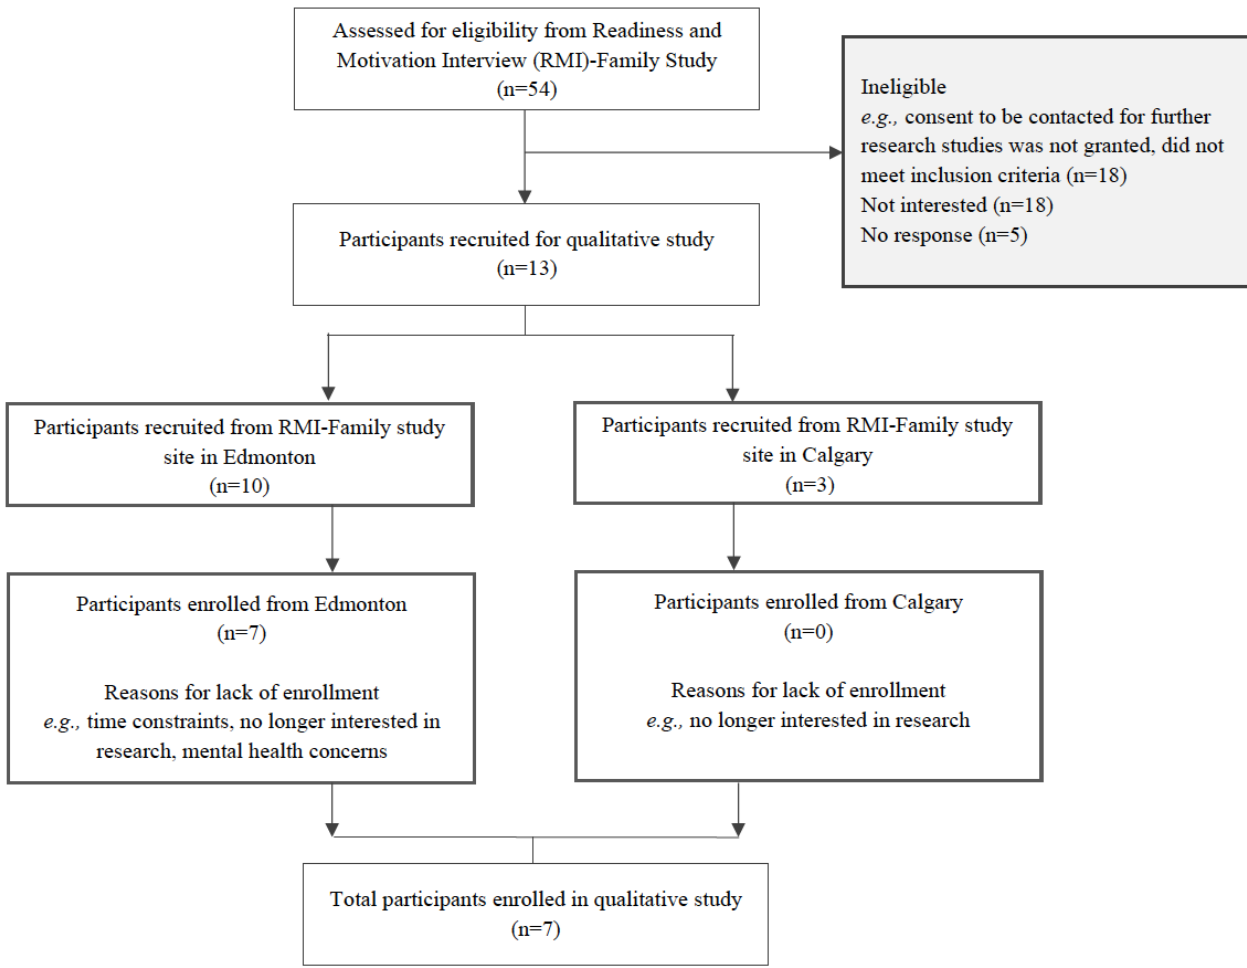 Assessed for eligibility from Readiness and
Motivation Interview (RMI)-Family Study
(n=54)
Ineligible
e.g., consent to be contacted for further
research studies was not granted, did not
meet inclusion criteria (n=18)
Not interested (n=18)
No response (n=5)
Participants recruited for qualitative study
(n=13)
Participants recruited from RMI-Family study
site in Edmonton
(n=10)
Participants recruited from RMI-Family study
site in Calgary
(n=3)
Participants enrolled from Edmonton
(n=7)
Reasons for lack of enrollment
e.g., time constraints, no longer interested in
research, mental health concerns
Participants enrolled from Calgary
(n=0)
Reasons for lack of enrollment
e.g., no longer interested in research
Total participants enrolled in qualitative study
(n=7)